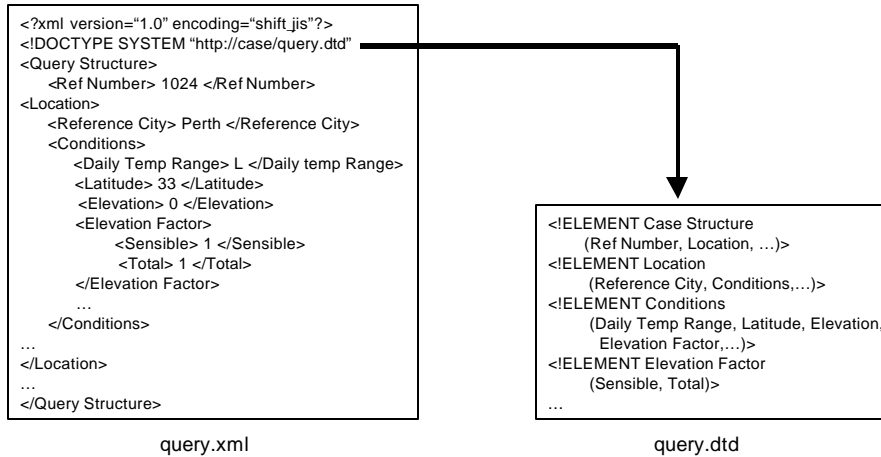 <?xml version=“1.0” encoding=“shift_jis”?>
<!DOCTYPE SYSTEM “http://case/query.dtd”
<Query Structure>
<Ref Number> 1024 </Ref Number>
<Location>
<Reference City> Perth </Reference City>
<Conditions>
<Daily Temp Range> L </Daily temp Range>
<Latitude> 33 </Latitude>
<Elevation> 0 </Elevation>
<Elevation Factor>
<Sensible> 1 </Sensible>
<Total> 1 </Total>
</Elevation Factor>
…
</Conditions>
…
</Location>
…
</Query Structure>
query.xml
<!ELEMENT Case Structure
(Ref Number, Location, …)>
<!ELEMENT Location
(Reference City, Conditions,…)>
<!ELEMENT Conditions
(Daily Temp Range, Latitude, Elevation,
Elevation Factor,…)>
<!ELEMENT Elevation Factor
(Sensible, Total)>
…
query.dtd